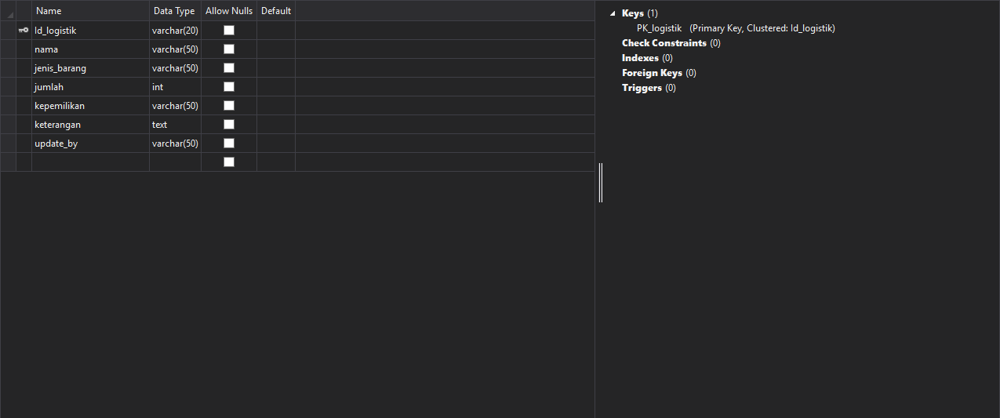 Name Data Type Allow Nulls Default
Id_logistik varchar(20)
nama varchar(50)
jenis_barang varchar(50)
jumlah int
kepemilikan varchar(50)
keterangan text
update_by varchar(50)
Keys (1)
PK_logistik (Primary Key, Clustered: Id_logistik)
Check Constraints (0)
Indexes (0)
Foreign Keys (0)
Triggers (0)